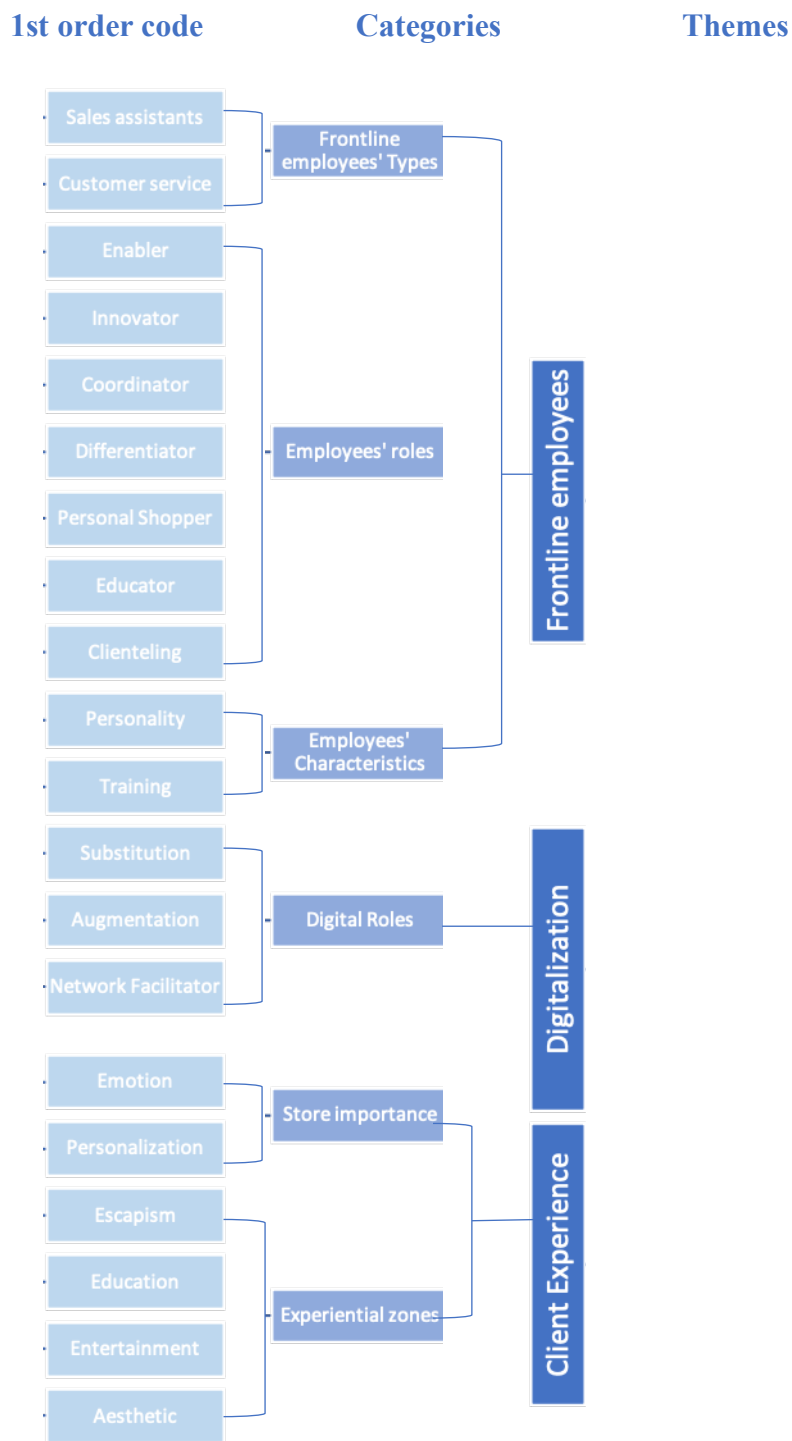 1st order code Categories Themes
Sales assistants
Customer service
Frontline
employees' Types
Enabler
Innovator
Coordinator
Differentiator
Personal Shopper
Educator
Clienteling
Employees' roles
Personality
Training
Employees'
Characteristics
Frontline employees
Substitution
Augmentation
Network Facilitator
Digital Roles
Digitalization
Emotion
Personalization
Store importance
Escapism
Education
Entertainment
Aesthetic
Experiential zones
Client Experience